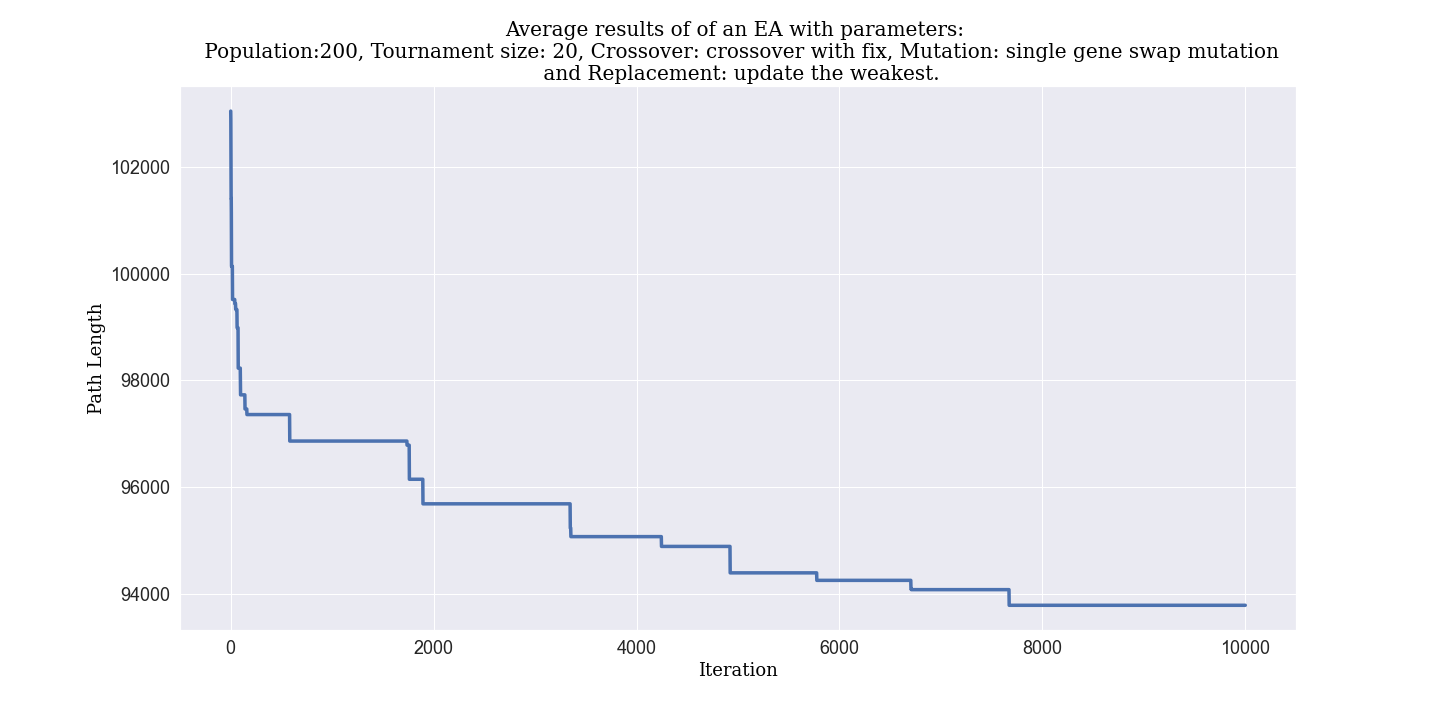 Average results of of an EA with parameters:
Population:200, Tournament size: 20, Crossover: crossover with fix, Mutation: single gene swap mutation
and Replacement: update the weakest.
102000
100000
98000
96000
94000
Path Length
0 2000 4000 6000 8000 10000
Iteration